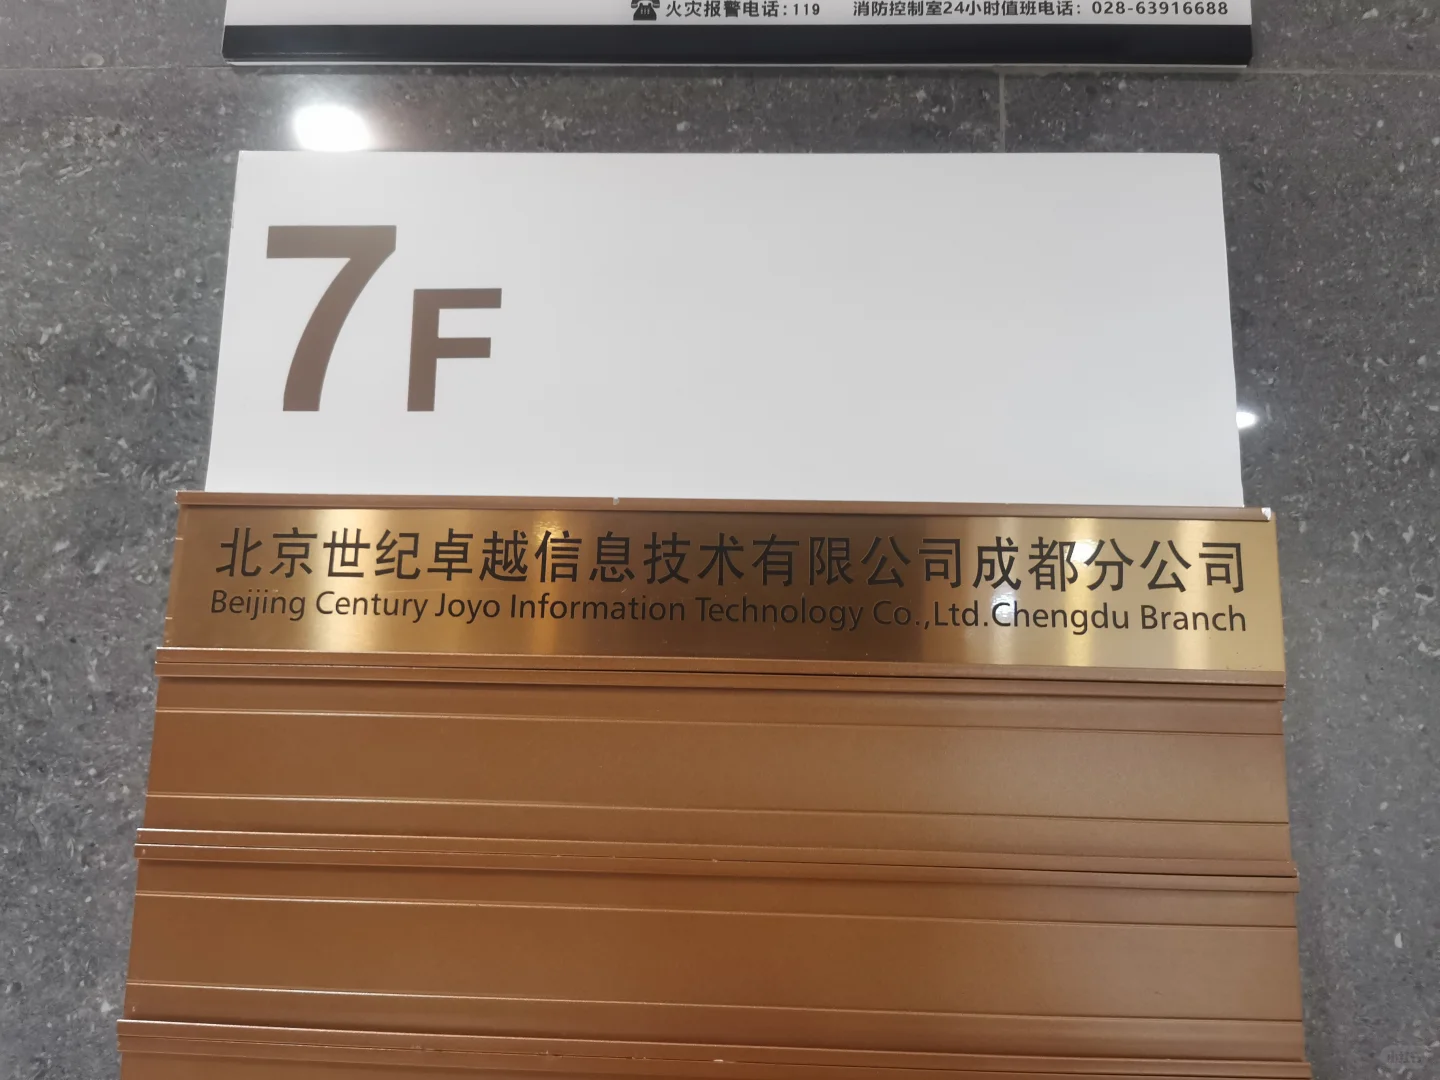 火灾报警电话:119 消防控制室24小时值班电话: 028-63916688
7F
北京世纪卓越信息技术有限公司成都分公司
Beijing Century Joyo Information Technology Co.,Ltd.Chengdu Branch